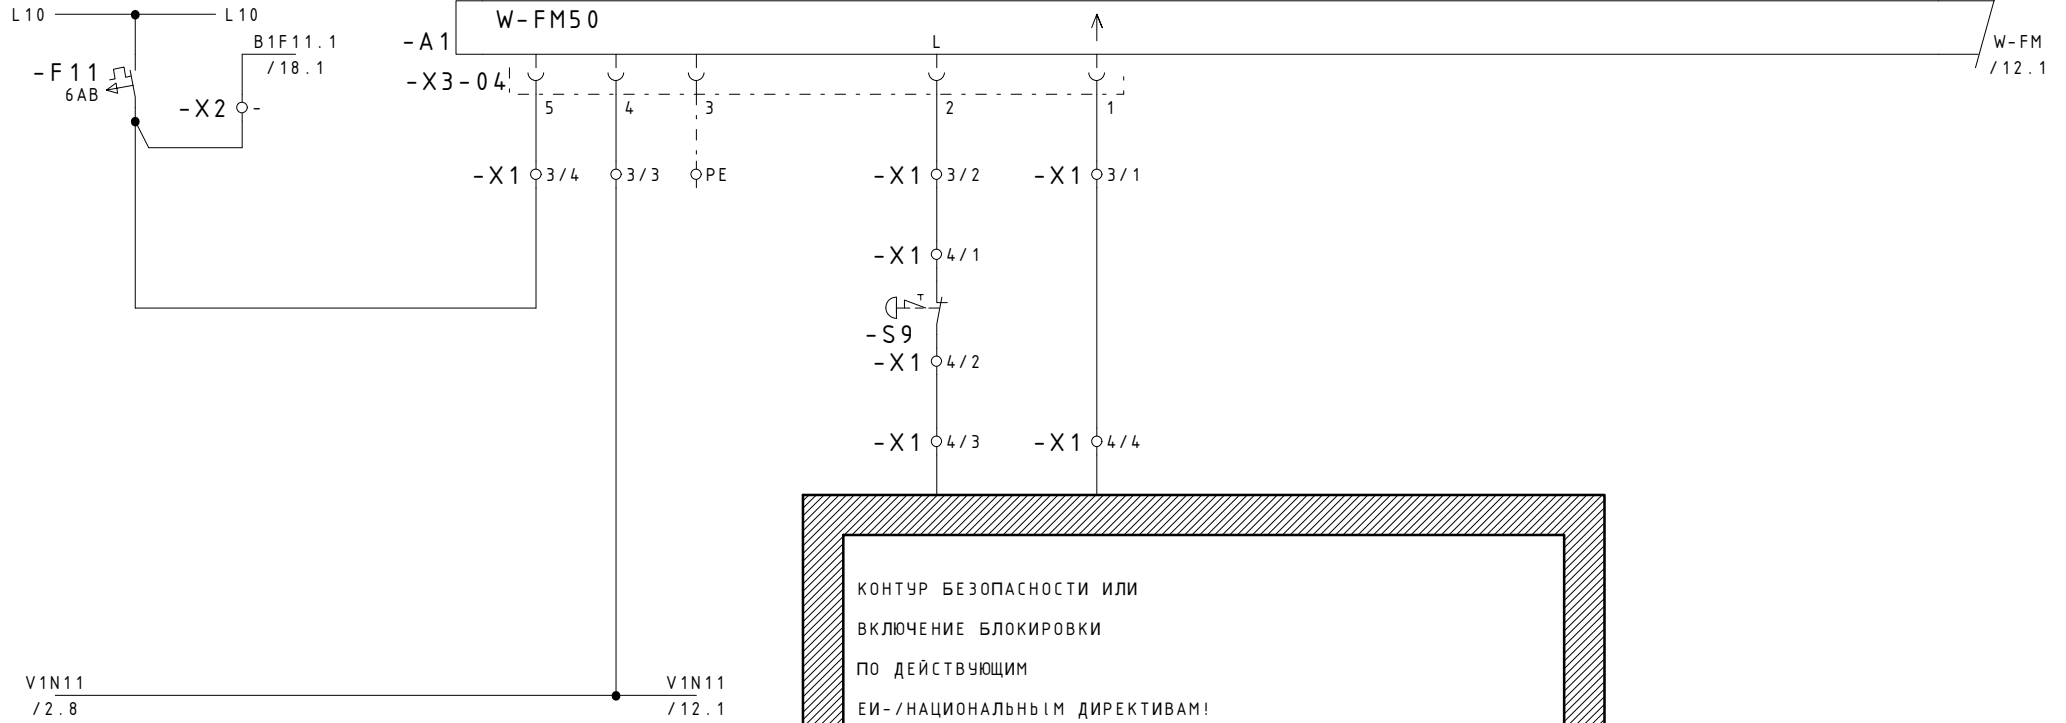 L10
L10
W-FM50
-A1
L
B1F11.1
/18.1
W-FM
/12.1
-F11
6AB
-X3-04
-X2
-
5
4
3
2
1
-X1
3/4
3/3
PE
-X1
3/2
-X1
3/1
-X1
4/1
T
-S9
-X1
4/2
-X1
4/3
-X1
4/4
КОНТУР БЕЗОПАСНОСТИ ИЛИ
ВКЛЮЧЕНИЕ БЛОКИРОВКИ
ПО ДЕЙСТВУЮЩИМ
ЕИ-/НАЦИОНАЛЬНЫМ ДИРЕКТИВАМ!
V1N11
/2.8
V1N11
/12.1